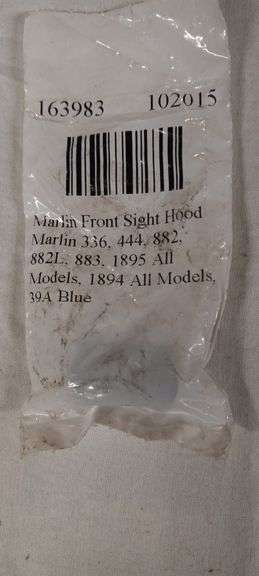 163983 102015
Marlin Front Sight Hood
Marlin 336, 444, 882,
882L, 883, 1895 All
Models, 1894 All Models,
39A Blue